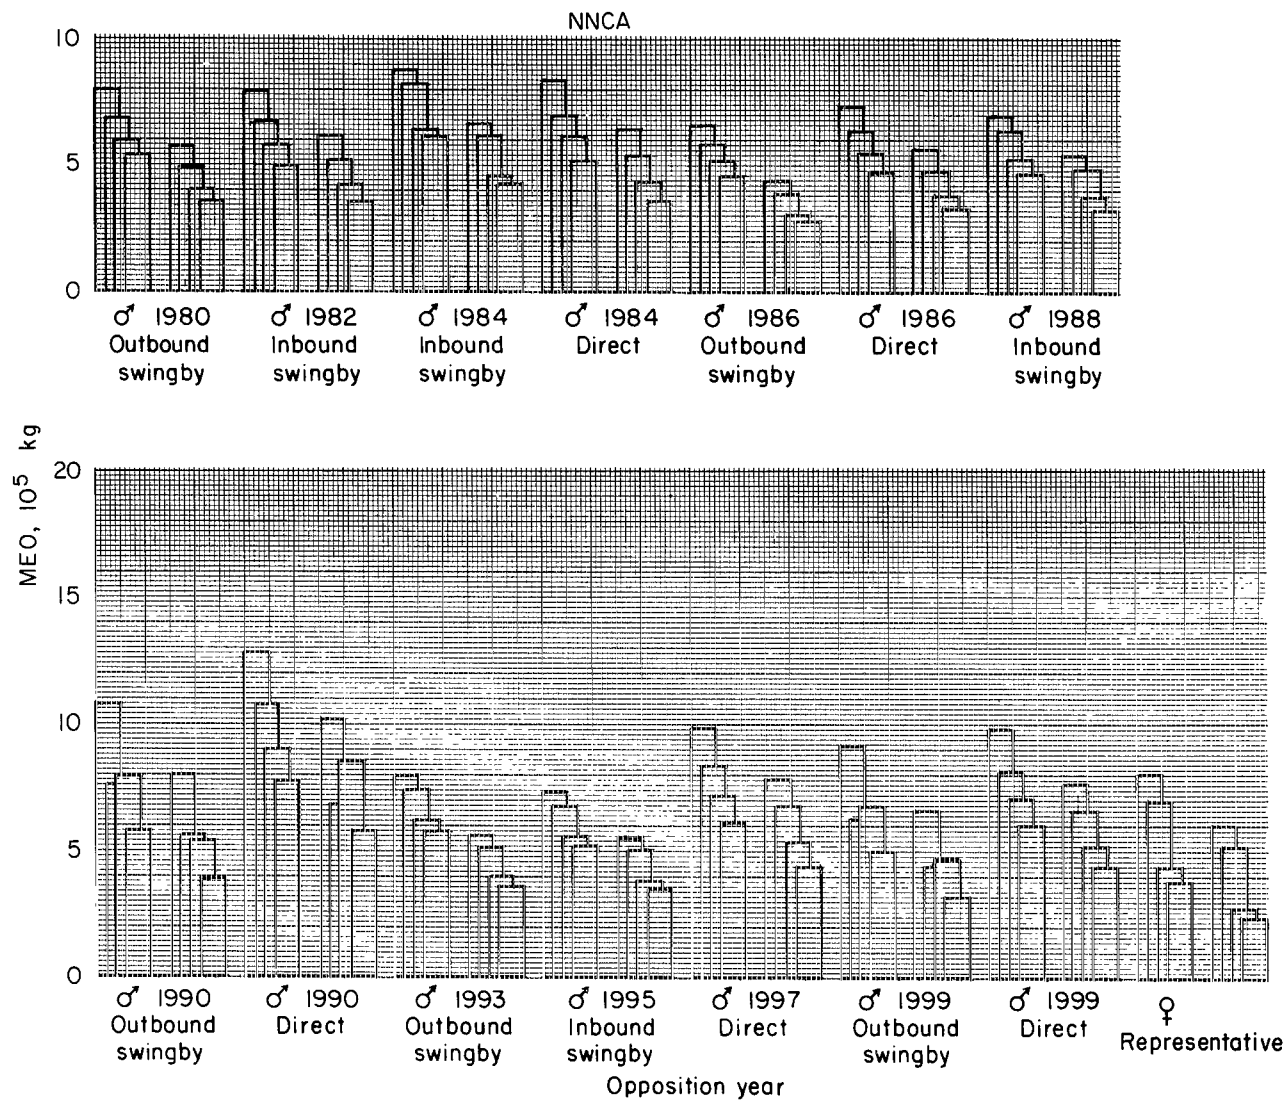 NNCA
10
5
0
♂ 1980 ♂ 1982 ♂ 1984 ♂ 1984 ♂ 1986 ♂ 1986 ♂ 1988
Outbound Inbound Inbound Direct Outbound Direct Inbound
swingby swingby swingby swingby swingby
MEO, 10⁵ kg
20
15
10
5
0
♂ 1990 ♂ 1990 ♂ 1993 ♂ 1995 ♂ 1997 ♂ 1999 ♂ 1999 ♀
Outbound Direct Outbound Inbound Direct Outbound Direct Representative
swingby swingby swingby swingby
Opposition year